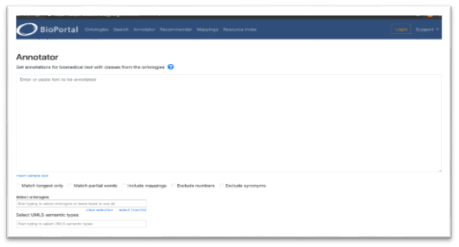 BioPortal Ontologies Search Annotator Recommender Mappings Resource Index Login Support
Annotator
Get annotations for biomedical text with classes from the ontologies
Enter or paste text to be annotated
insert sample text
Match longest only Match partial words Include mappings Exclude numbers Exclude synonyms
Select ontologies
Start typing to select ontologies or leave blank to use all
clear selection select from list
Select UMLS semantic types
Start typing to select UMLS semantic types